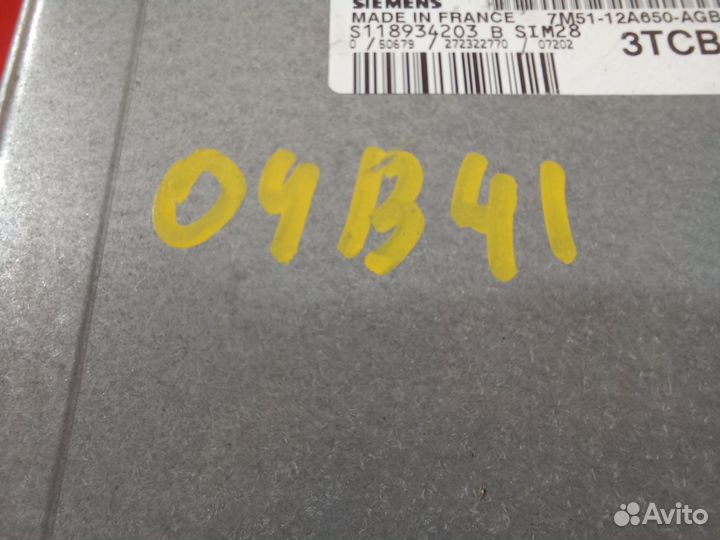 SIEMENS
MADE IN FRANCE 7M51-12A650-AGB
S118934203 B SIM28
0 / 50679 / 272322770 / 07202
3TCB
04B41
Avito